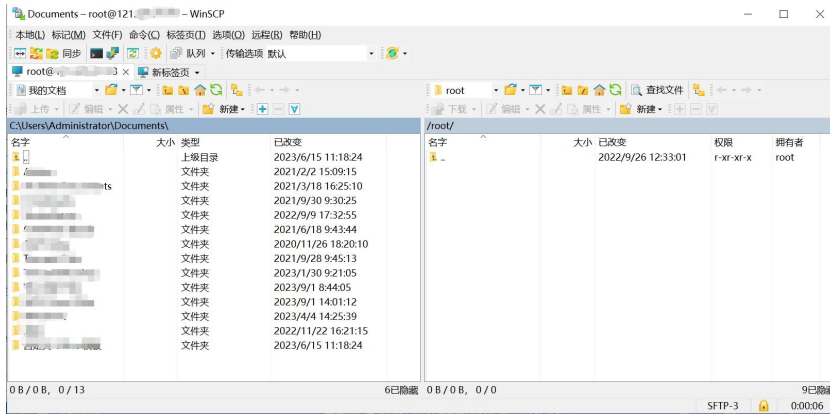 Documents – root@121. – WinSCP
本地(L) 标记(M) 文件(F) 命令(C) 标签页(T) 选项(O) 远程(R) 帮助(H)
同步 队列 传输选项 默认
root@ 3 × 新标签页
我的文档 root 查找文件
上传 编辑 属性 新建 下载 编辑 属性 新建
C:\Users\Administrator\Documents\ /root/
名字 大小 类型 已改变 名字 大小 已改变 权限 拥有者
.. 上级目录 2023/6/15 11:18:24 .. 2022/9/26 12:33:01 r-xr-xr-x root
文件夹 2021/2/2 15:09:15
ts 文件夹 2021/3/18 16:25:10
文件夹 2021/9/30 9:30:25
文件夹 2022/9/9 17:32:55
文件夹 2021/6/18 9:43:44
文件夹 2020/11/26 18:20:10
文件夹 2021/9/28 9:45:13
文件夹 2023/1/30 9:21:05
文件夹 2023/9/1 8:44:05
文件夹 2023/9/1 14:01:12
文件夹 2023/4/4 14:25:39
文件夹 2022/11/22 16:21:15
文件夹 2023/6/15 11:18:24
0 B / 0 B, 0 / 13 6已隐藏 0 B / 0 B, 0 / 0 9已隐藏
SFTP-3 0:00:06